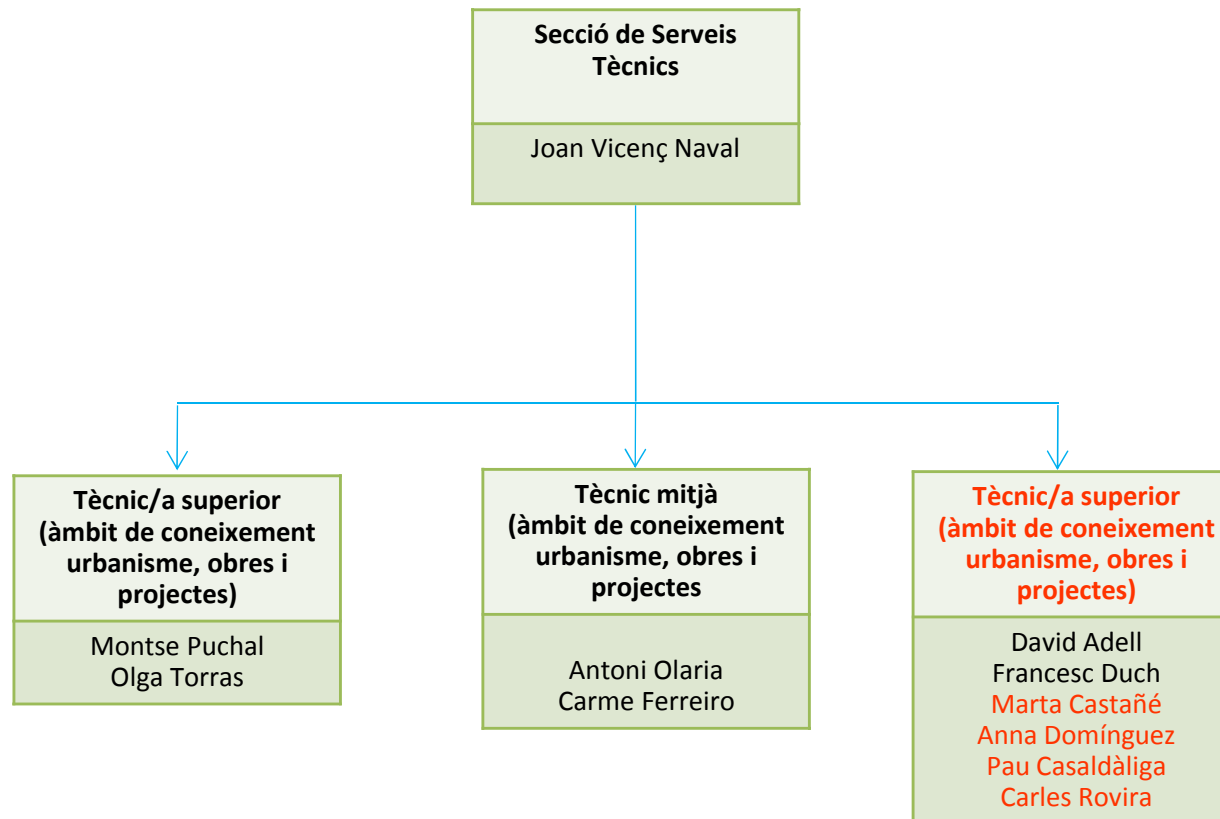 Secció de Serveis
Tècnics
Joan Vicenç Naval
Tècnic/a superior
(àmbit de coneixement
urbanisme, obres i
projectes)
Montse Puchal
Olga Torras
Tècnic mitjà
(àmbit de coneixement
urbanisme, obres i
projectes
Antoni Olaria
Carme Ferreiro
Tècnic/a superior
(àmbit de coneixement
urbanisme, obres i
projectes)
David Adell
Francesc Duch
Marta Castañé
Anna Domínguez
Pau Casaldàliga
Carles Rovira